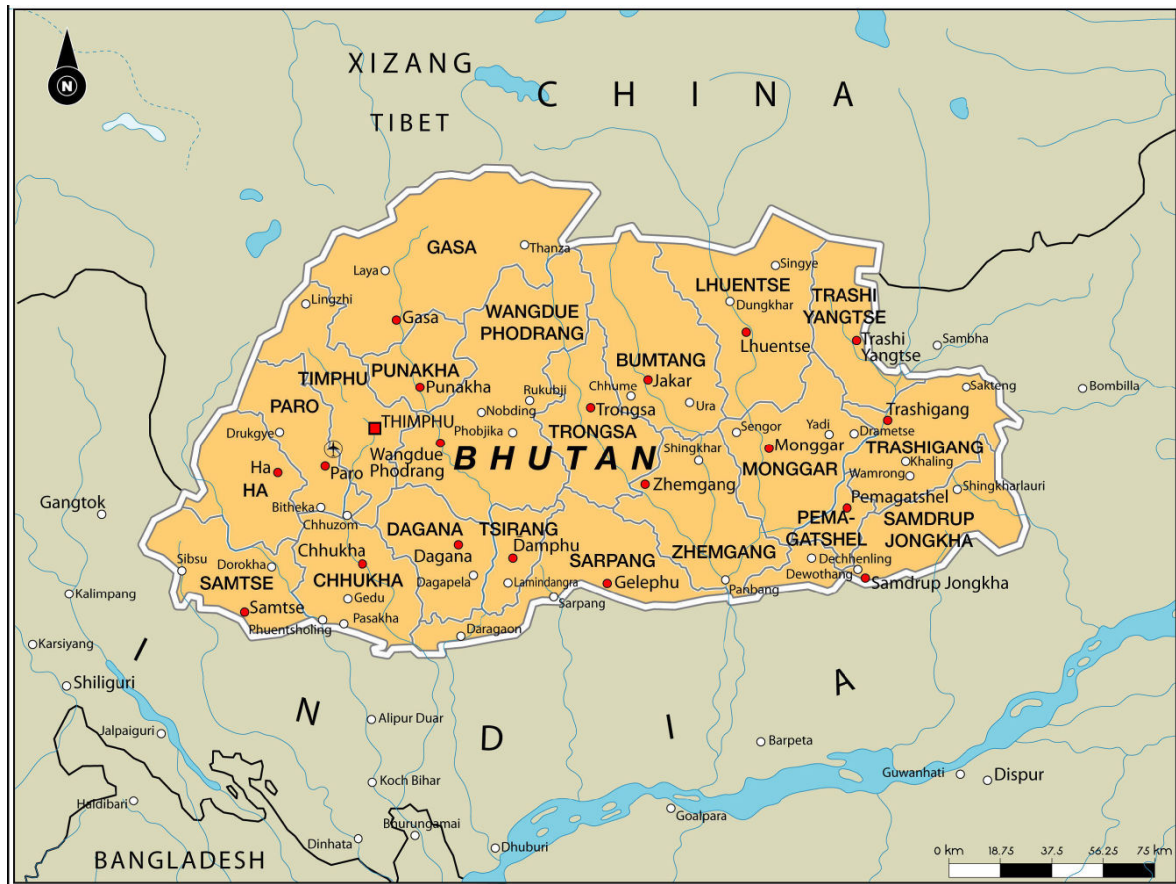 N
XIZANG
TIBET
CHINA
GASA
Thanza
Laya
Lingzhi
Gasa
WANGDUE
PHODRANG
LHUENTSE
Singye
Dungkhar
Lhuentse
TRASHI
YANGTSE
Trashi
Yangtse
Sambha
Sakteng
Bombilla
TIMPHU
PUNAKHA
Punakha
BUMTANG
Jakar
Chhume
Ura
Rukubji
Nobding
Phobjika
Trongsa
TRONGSA
PARO
Drukgye
THIMPHU
Wangdue
Phodrang
BHUTAN
Shingkhar
Zhemgang
Sengor
Yadi
Drametse
Monggar
MONGGAR
Trashigang
TRASHIGANG
Khaling
Wamrong
Shingkharlauri
Ha
HA
Paro
Bitheka
Chhuzom
Gangtok
Pemagatshel
PEMA-
GATSHEL
SAMDRUP
JONGKHA
Dechhenling
Dewothang
Samdrup Jongkha
DAGANA
Dagana
Dagapela
TSIRANG
Damphu
Lamindangra
SARPANG
Gelephu
Sarpang
ZHEMGANG
Panbang
Chhukha
CHHUKHA
Gedu
Pasakha
Phuentsholing
Daragaon
Sibsu
Dorokha
SAMTSE
Samtse
Kalimpang
Karsiyang
Shiliguri
Jalpaiguri
INDIA
Alipur Duar
Koch Bihar
Barpeta
Guwanhati
Dispur
Goalpara
Haldibari
Bhurungamai
Dinhata
Dhuburi
BANGLADESH
0 km 18.75 37.5 56.25 75 km